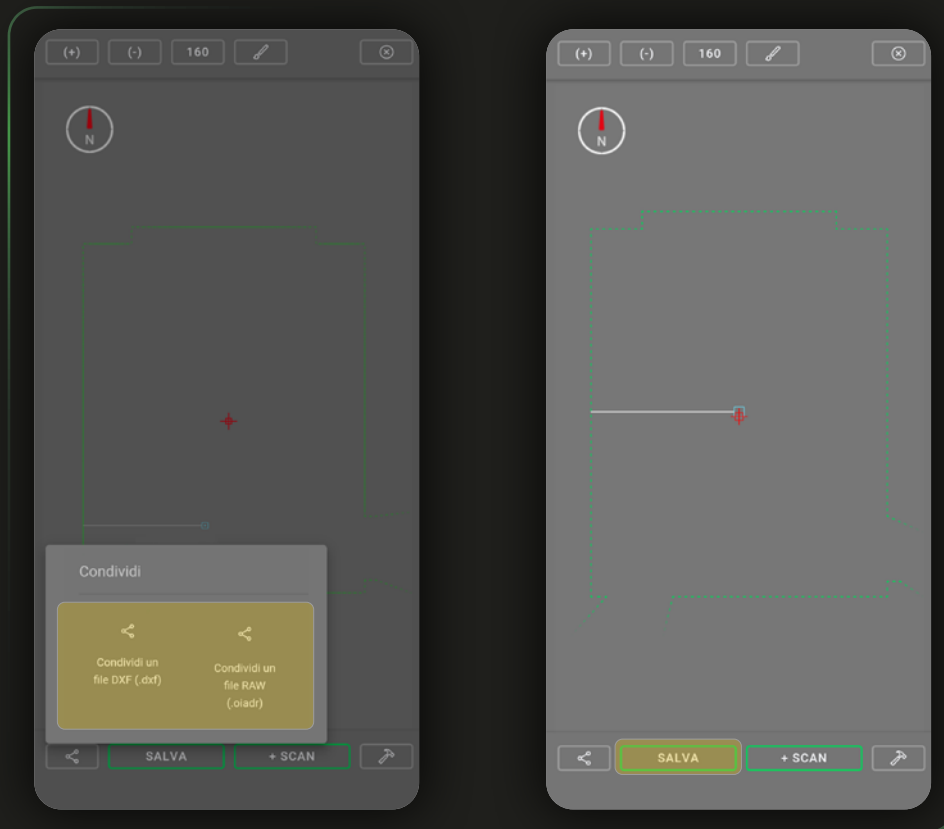 (+) (-) 160
N
Condividi
Condividi un
file DXF (.dxf)
Condividi un
file RAW
(.oiadr)
SALVA + SCAN
(+) (-) 160
N
SALVA + SCAN